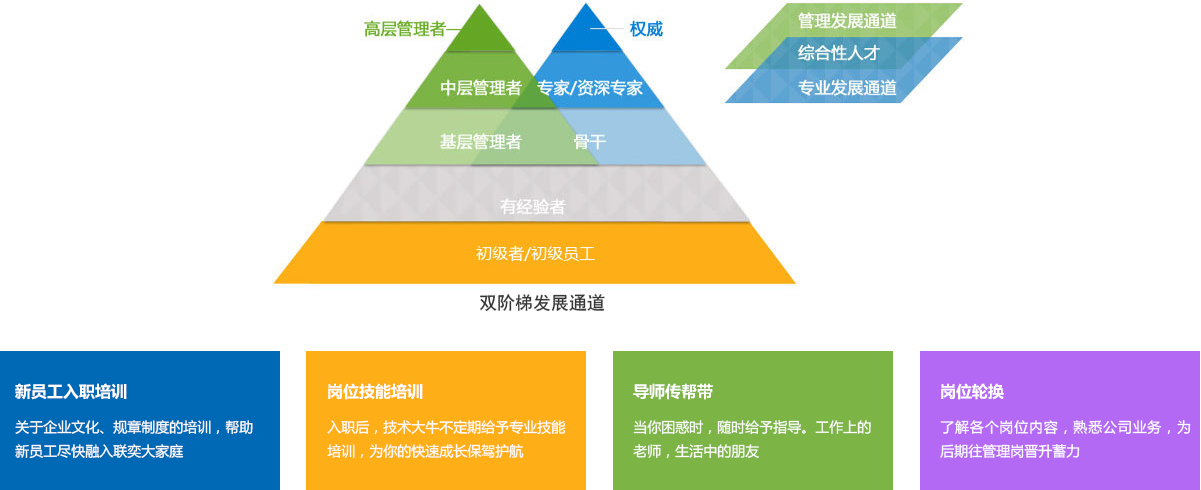 高层管理者
权威
管理发展通道
综合性人才
专业发展通道
中层管理者
专家/资深专家
基层管理者
骨干
有经验者
初级者/初级员工
双阶梯发展通道
新员工入职培训
关于企业文化、规章制度的培训，帮助
新员工尽快融入联奕大家庭
岗位技能培训
入职后，技术大牛不定期给予专业技能
培训，为你的快速成长保驾护航
导师传帮带
当你困惑时，随时给予指导。工作上的
老师，生活中的朋友
岗位轮换
了解各个岗位内容，熟悉公司业务，为
后期往管理岗晋升蓄力